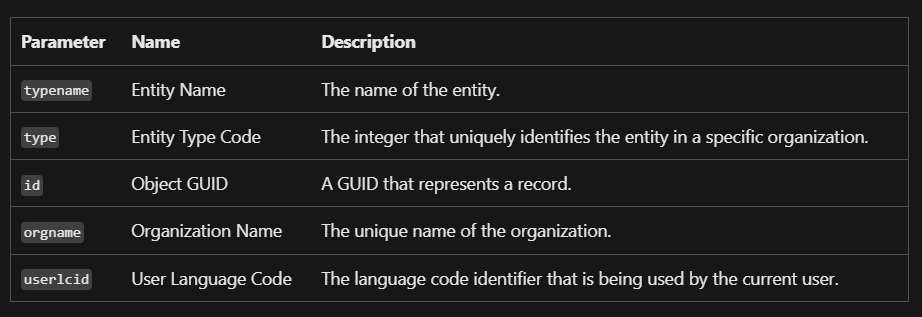 Parameter Name Description
typename Entity Name The name of the entity.
type Entity Type Code The integer that uniquely identifies the entity in a specific organization.
id Object GUID A GUID that represents a record.
orgname Organization Name The unique name of the organization.
userlcid User Language Code The language code identifier that is being used by the current user.